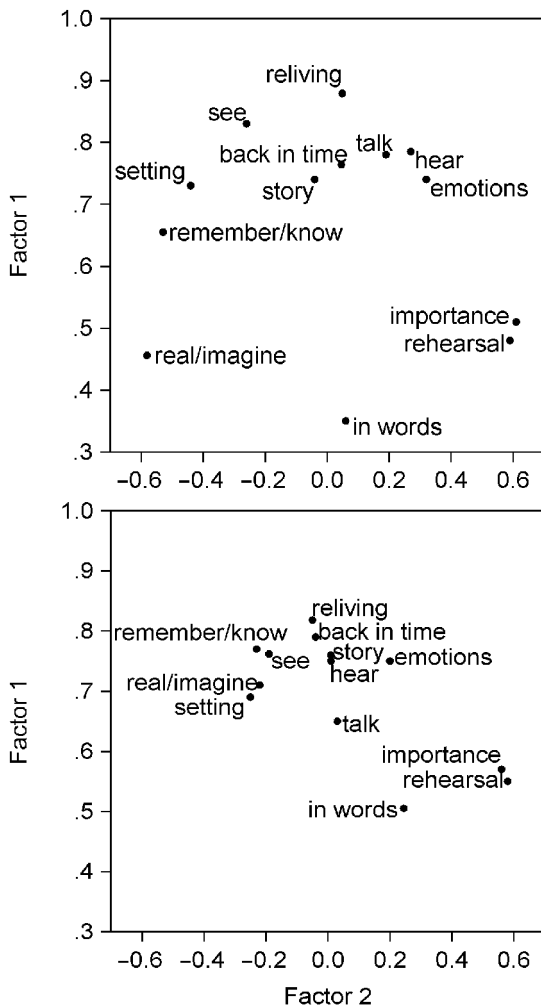 1.0
reliving
.9
see
.8
talk
back in time
hear
setting
.7
story
emotions
Factor 1
remember/know
.6
importance
.5
rehearsal
real/imagine
.4
in words
.3
−0.6 −0.4 −0.2 0.0 0.2 0.4 0.6
1.0
.9
reliving
.8
remember/know
back in time
story
emotions
see
hear
real/imagine
.7
setting
Factor 1
talk
.6
importance
rehearsal
in words
.5
.4
.3
−0.6 −0.4 −0.2 0.0 0.2 0.4 0.6
Factor 2